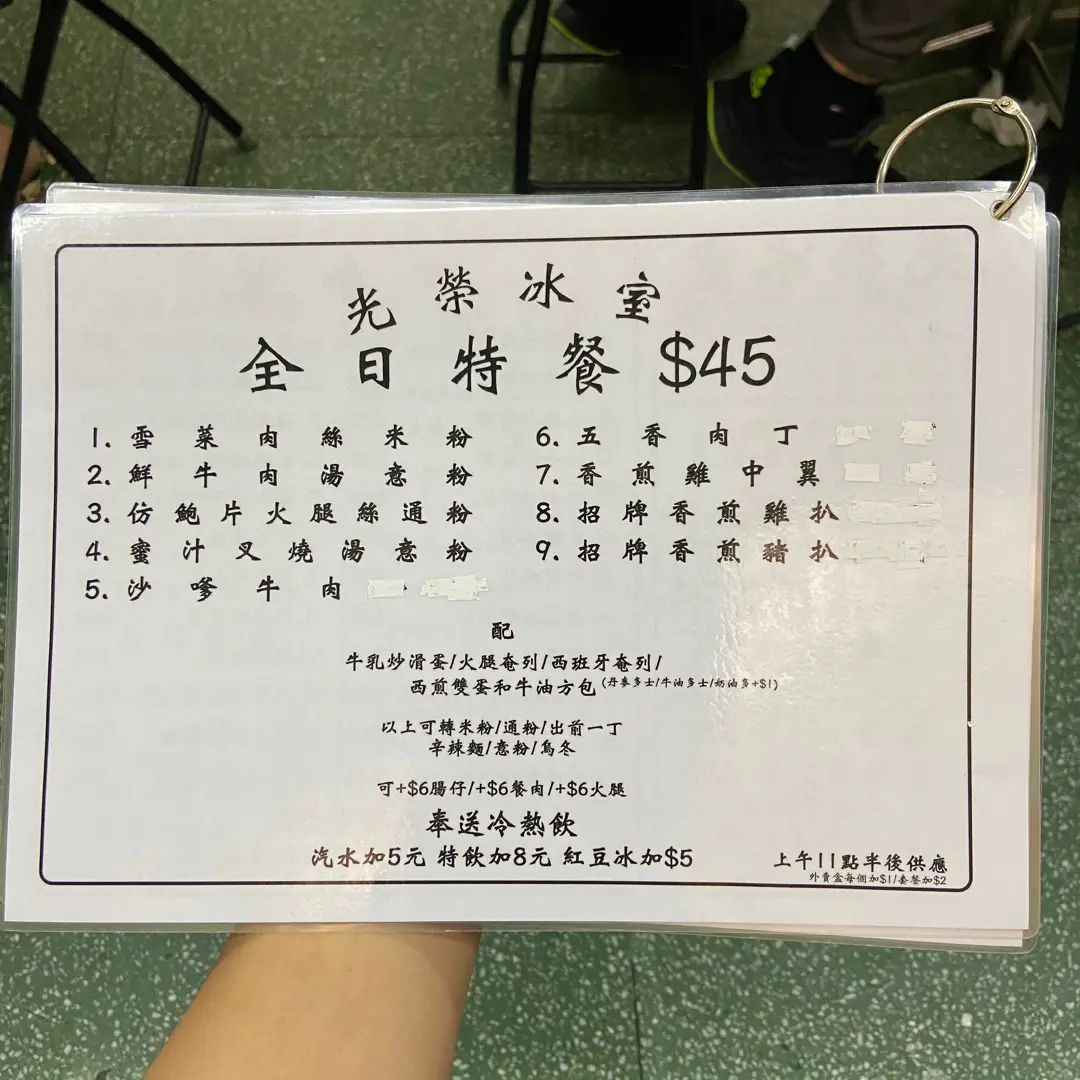 光榮冰室
全日特餐 $45
1. 雪菜肉絲米粉
2. 鮮牛肉湯意粉
3. 仿鮑片火腿絲通粉
4. 蜜汁叉燒湯意粉
5. 沙嗲牛肉
6. 五香肉丁
7. 香煎雞中翼
8. 招牌香煎雞扒
9. 招牌香煎豬扒
配
牛乳炒滑蛋/火腿奄列/西班牙奄列/
西煎雙蛋和牛油方包(丹麥多士/牛油多士/奶油多+$1)
以上可轉米粉/通粉/出前一丁
辛辣麵/意粉/烏冬
可+$6腸仔/+$6餐肉/+$6火腿
奉送冷熱飲
汽水加5元 特飲加8元 紅豆冰加$5
上午11點半後供應
外賣盒每個加$1/套餐加$2